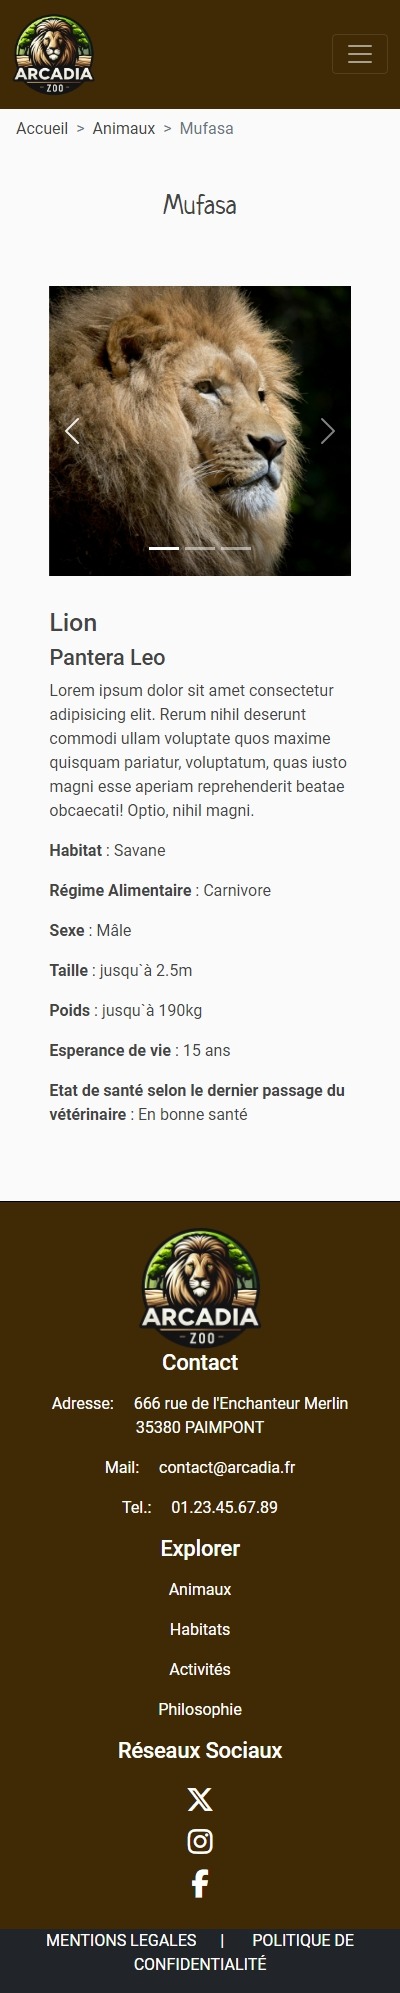 ARCADIA
ZOO
Accueil > Animaux > Mufasa
Mufasa
Lion
Pantera Leo
Lorem ipsum dolor sit amet consectetur
adipisicing elit. Rerum nihil deserunt
commodi ullam voluptate quos maxime
quisquam pariatur, voluptatum, quas iusto
magni esse aperiam reprehenderit beatae
obcaecati! Optio, nihil magni.
Habitat : Savane
Régime Alimentaire : Carnivore
Sexe : Mâle
Taille : jusqu`à 2.5m
Poids : jusqu`à 190kg
Esperance de vie : 15 ans
Etat de santé selon le dernier passage du
vétérinaire : En bonne santé
ARCADIA
ZOO
Contact
Adresse: 666 rue de l'Enchanteur Merlin
35380 PAIMPONT
Mail: contact@arcadia.fr
Tel.: 01.23.45.67.89
Explorer
Animaux
Habitats
Activités
Philosophie
Réseaux Sociaux
MENTIONS LEGALES | POLITIQUE DE
CONFIDENTIALITÉ